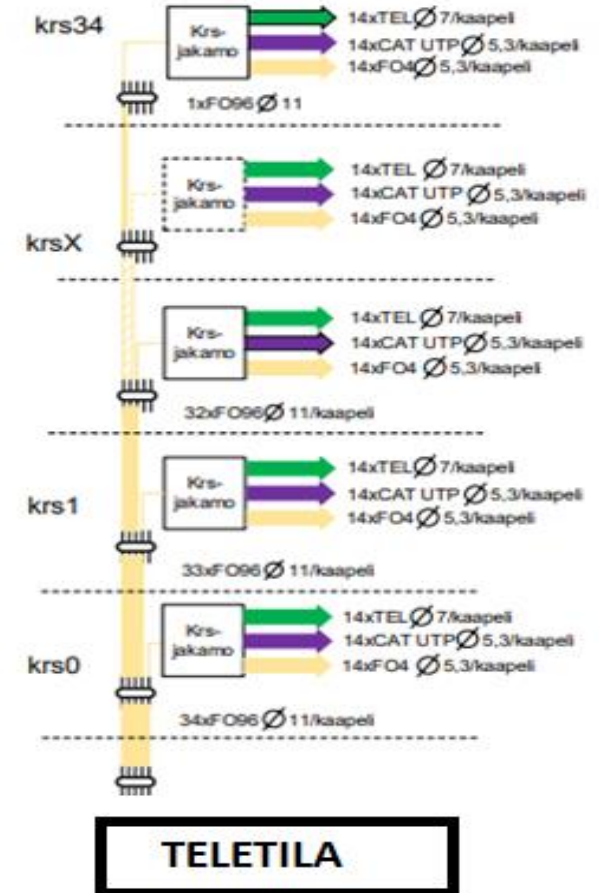 krs34
Krs-
jakamo
14xTEL Ø 7/kaapeli
14xCAT UTP Ø 5,3/kaapeli
14xFO4 Ø 5,3/kaapeli
1xFO96 Ø 11
krsX
Krs-
jakamo
14xTEL Ø 7/kaapeli
14xCAT UTP Ø 5,3/kaapeli
14xFO4 Ø 5,3/kaapeli
Krs-
jakamo
14xTEL Ø 7/kaapeli
14xCAT UTP Ø 5,3/kaapeli
14xFO4 Ø 5,3/kaapeli
32xFO96 Ø 11/kaapeli
krs1
Krs-
jakamo
14xTEL Ø 7/kaapeli
14xCAT UTP Ø 5,3/kaapeli
14xFO4 Ø 5,3/kaapeli
33xFO96 Ø 11/kaapeli
krs0
Krs-
jakamo
14xTEL Ø 7/kaapeli
14xCAT UTP Ø 5,3/kaapeli
14xFO4 Ø 5,3/kaapeli
34xFO96 Ø 11/kaapeli
TELETILA